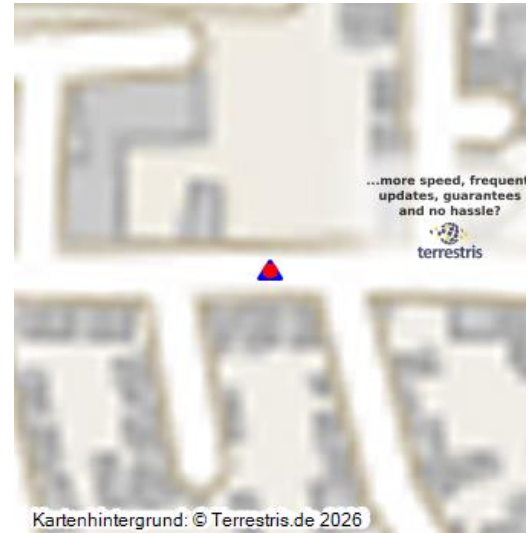 ...more speed, frequent
updates, guarantees
and no hassle?
terrestris
Kartenhintergrund: © Terrestris.de 2026